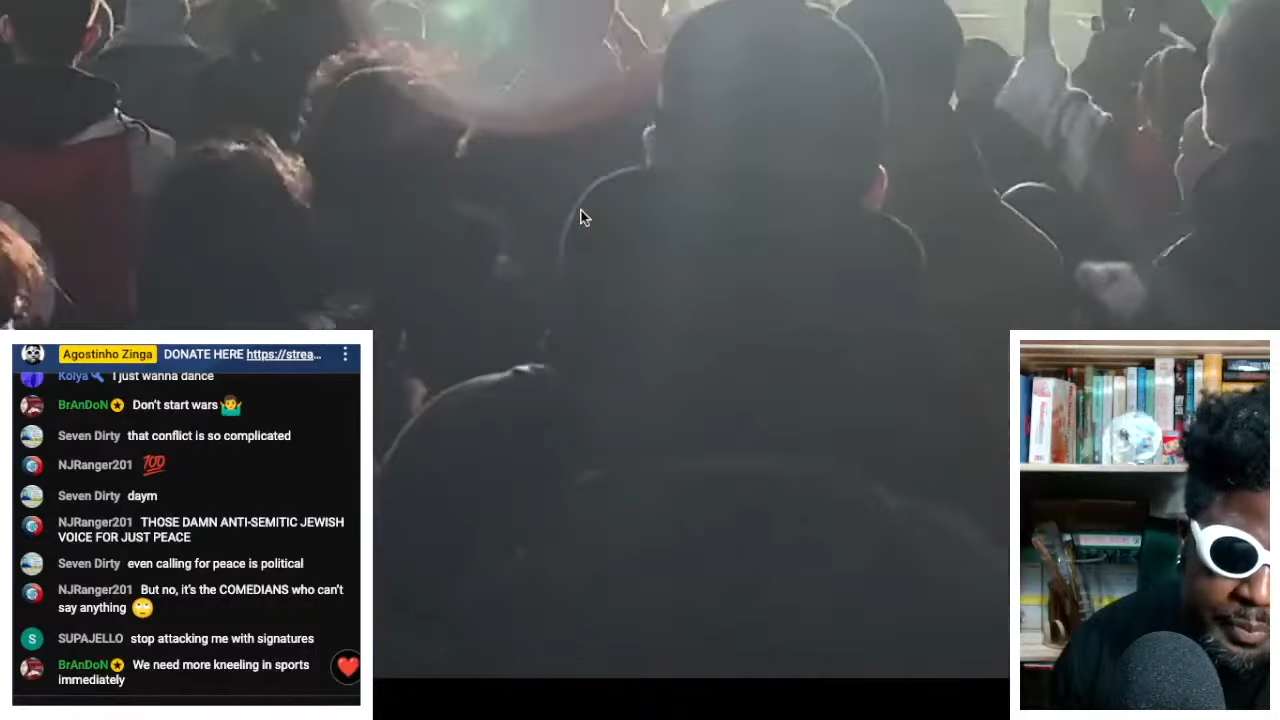 Agostinho Zinga DONATE HERE https://strea...
Kolya I just wanna dance
BrAnDoN Don't start wars
Seven Dirty that conflict is so complicated
NJRanger201 100
Seven Dirty daym
NJRanger201 THOSE DAMN ANTI-SEMITIC JEWISH
VOICE FOR JUST PEACE
Seven Dirty even calling for peace is political
NJRanger201 But no, it's the COMEDIANS who can't
say anything
S SUPAJELLO stop attacking me with signatures
BrAnDoN We need more kneeling in sports
immediately